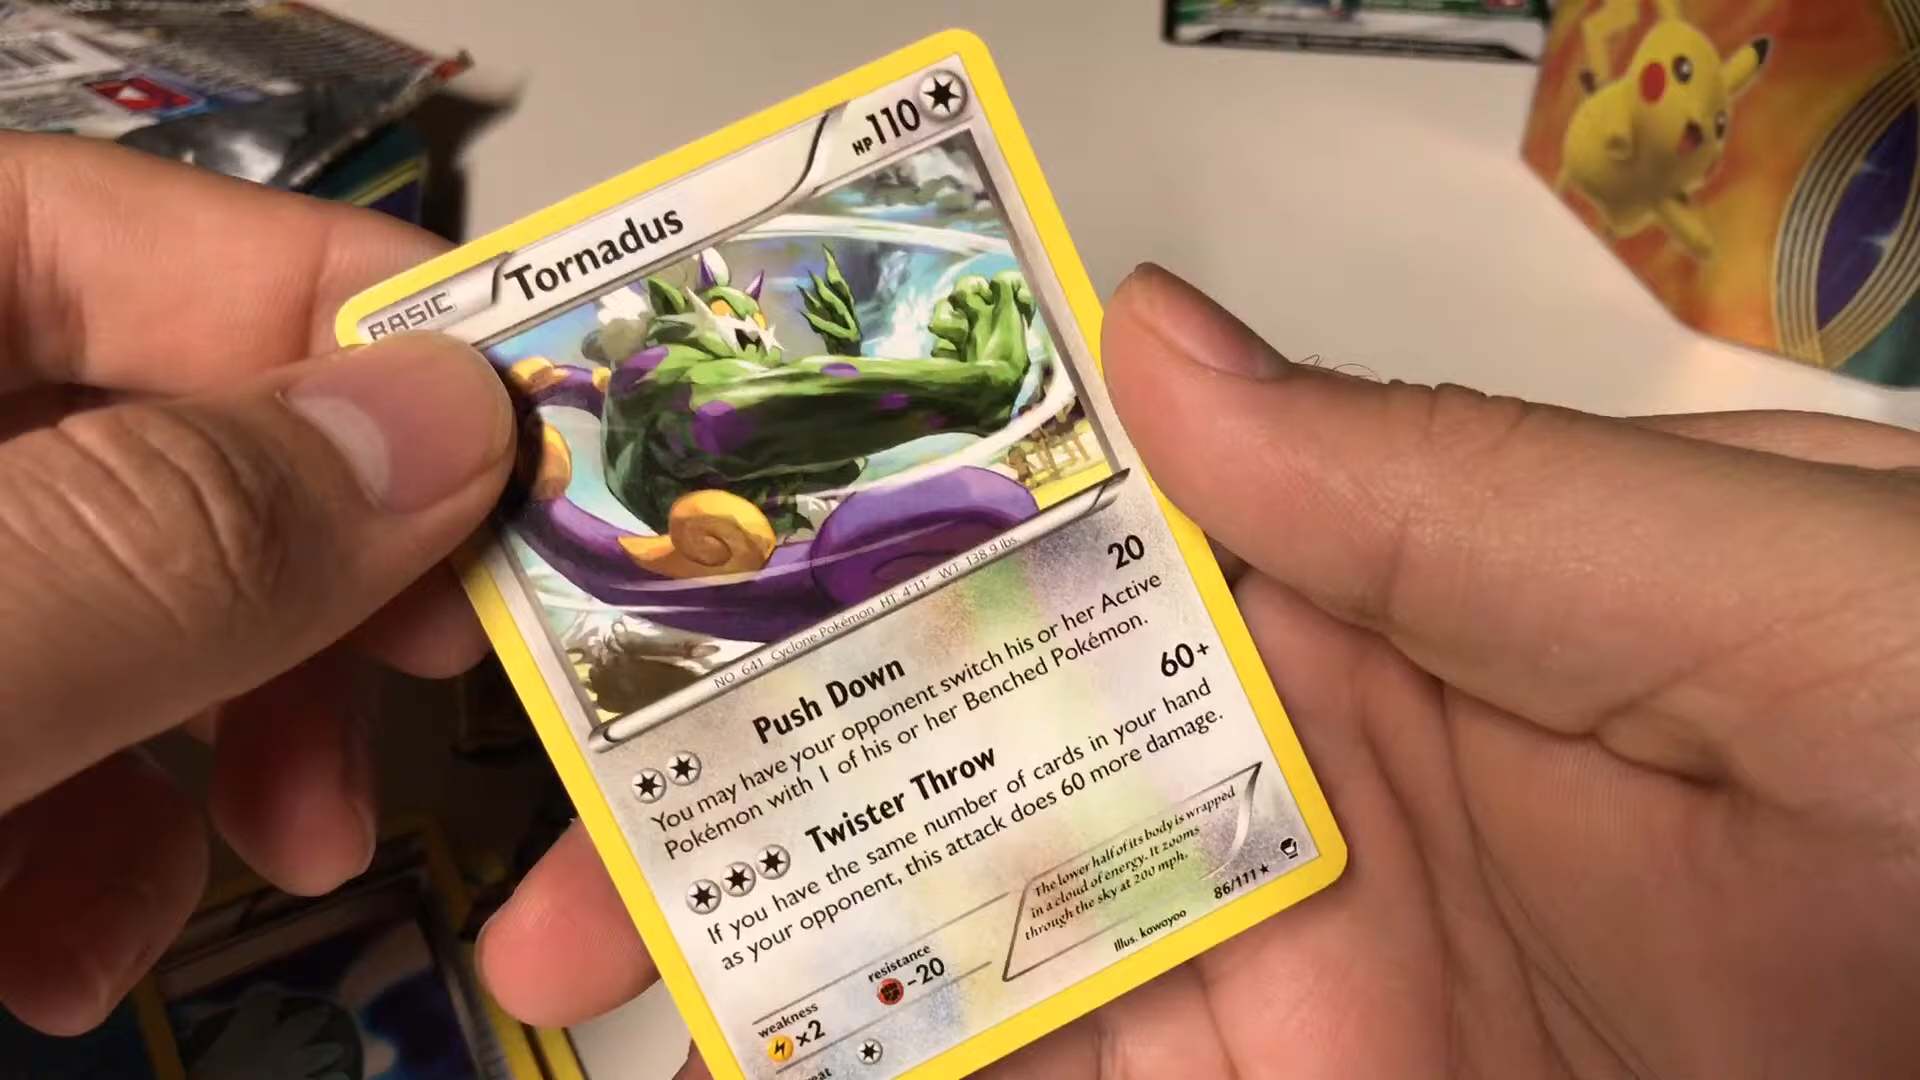 BASIC
Tornadus
HP 110
NO. 641 Cyclone Pokémon HT: 4'11" WT: 138.9 lbs.
Push Down 20
You may have your opponent switch his or her Active
Pokémon with 1 of his or her Benched Pokémon.
Twister Throw 60+
If you have the same number of cards in your hand
as your opponent, this attack does 60 more damage.
The lower half of its body is wrapped
in a cloud of energy. It zooms
through the sky at 200 mph.
weakness
×2
resistance
-20
Illus. kawayoo
86/111